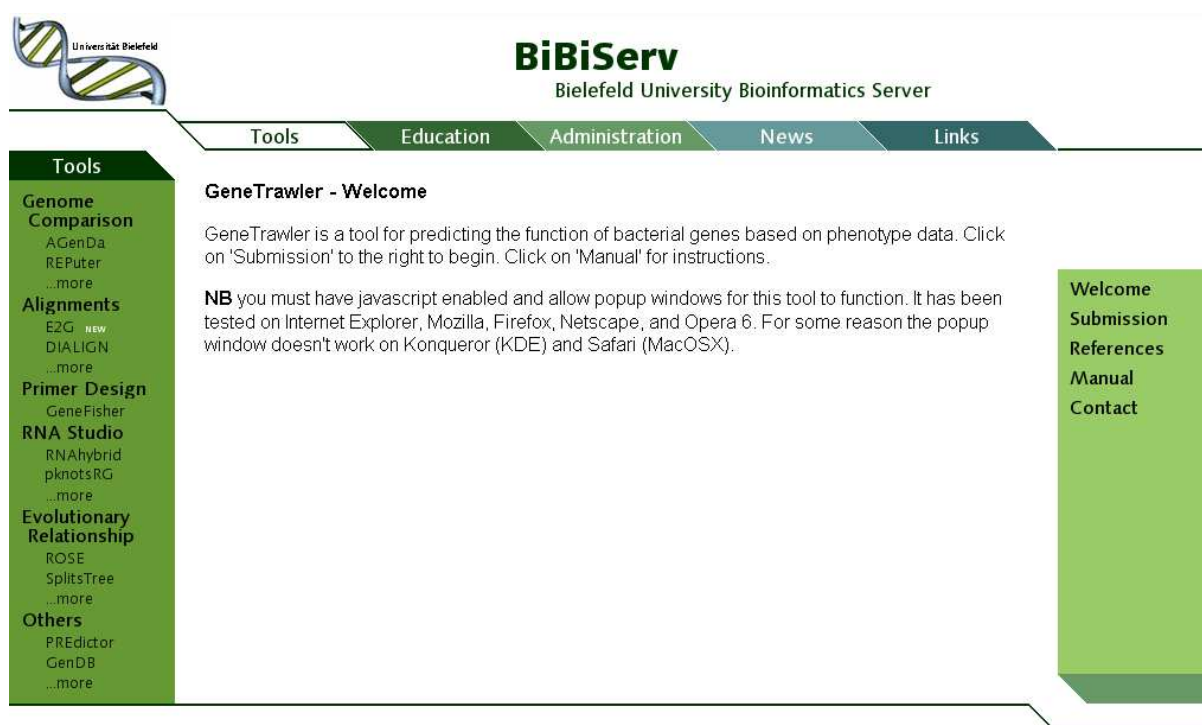 Universität Bielefeld
BiBiServ
Bielefeld University Bioinformatics Server
Tools Education Administration News Links
Tools
Genome
Comparison
AGenDa
REPuter
...more
Alignments
E2G NEW
DIALIGN
...more
Primer Design
GeneFisher
RNA Studio
RNAhybrid
pknotsRG
...more
Evolutionary
Relationship
ROSE
SplitsTree
...more
Others
PREdictor
GenDB
...more
GeneTrawler - Welcome
GeneTrawler is a tool for predicting the function of bacterial genes based on phenotype data. Click
on 'Submission' to the right to begin. Click on 'Manual' for instructions.
NB you must have javascript enabled and allow popup windows for this tool to function. It has been
tested on Internet Explorer, Mozilla, Firefox, Netscape, and Opera 6. For some reason the popup
window doesn't work on Konqueror (KDE) and Safari (MacOSX).
Welcome
Submission
References
Manual
Contact